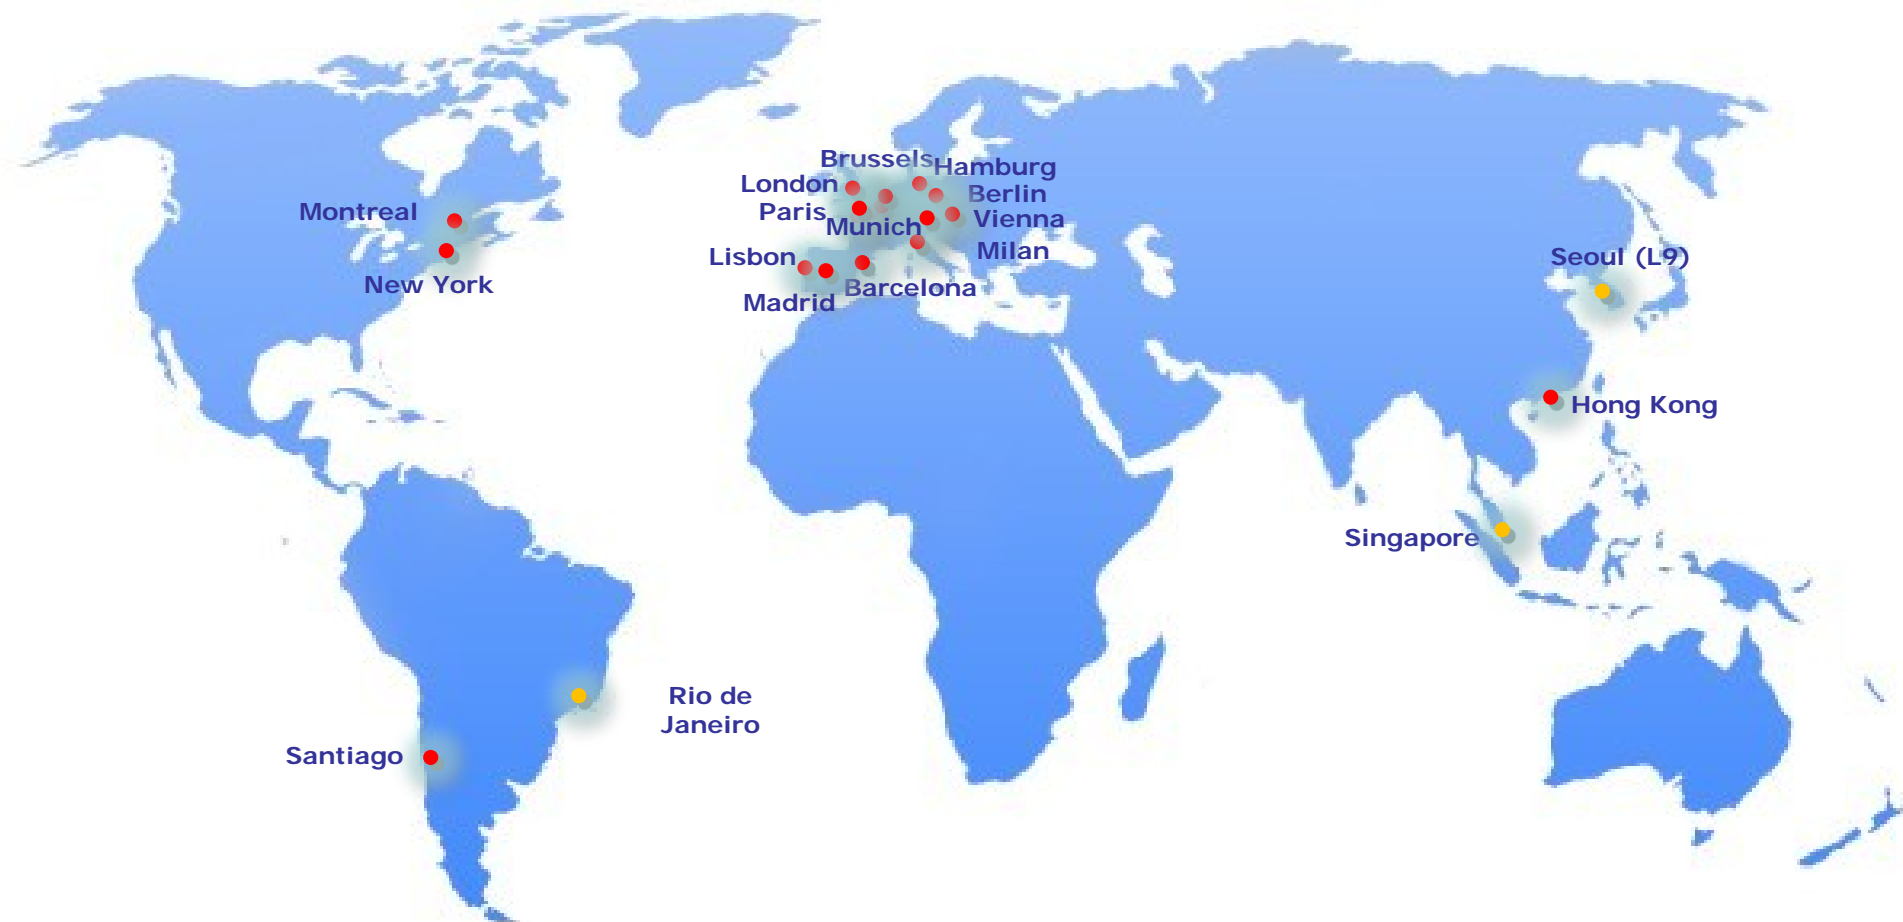 Brussels
Hamburg
London
Berlin
Paris
Montreal
Vienna
Munich
Milan
Lisbon
Seoul (L9)
New York
Barcelona
Madrid
Hong Kong
Singapore
Rio de
Janeiro
Santiago